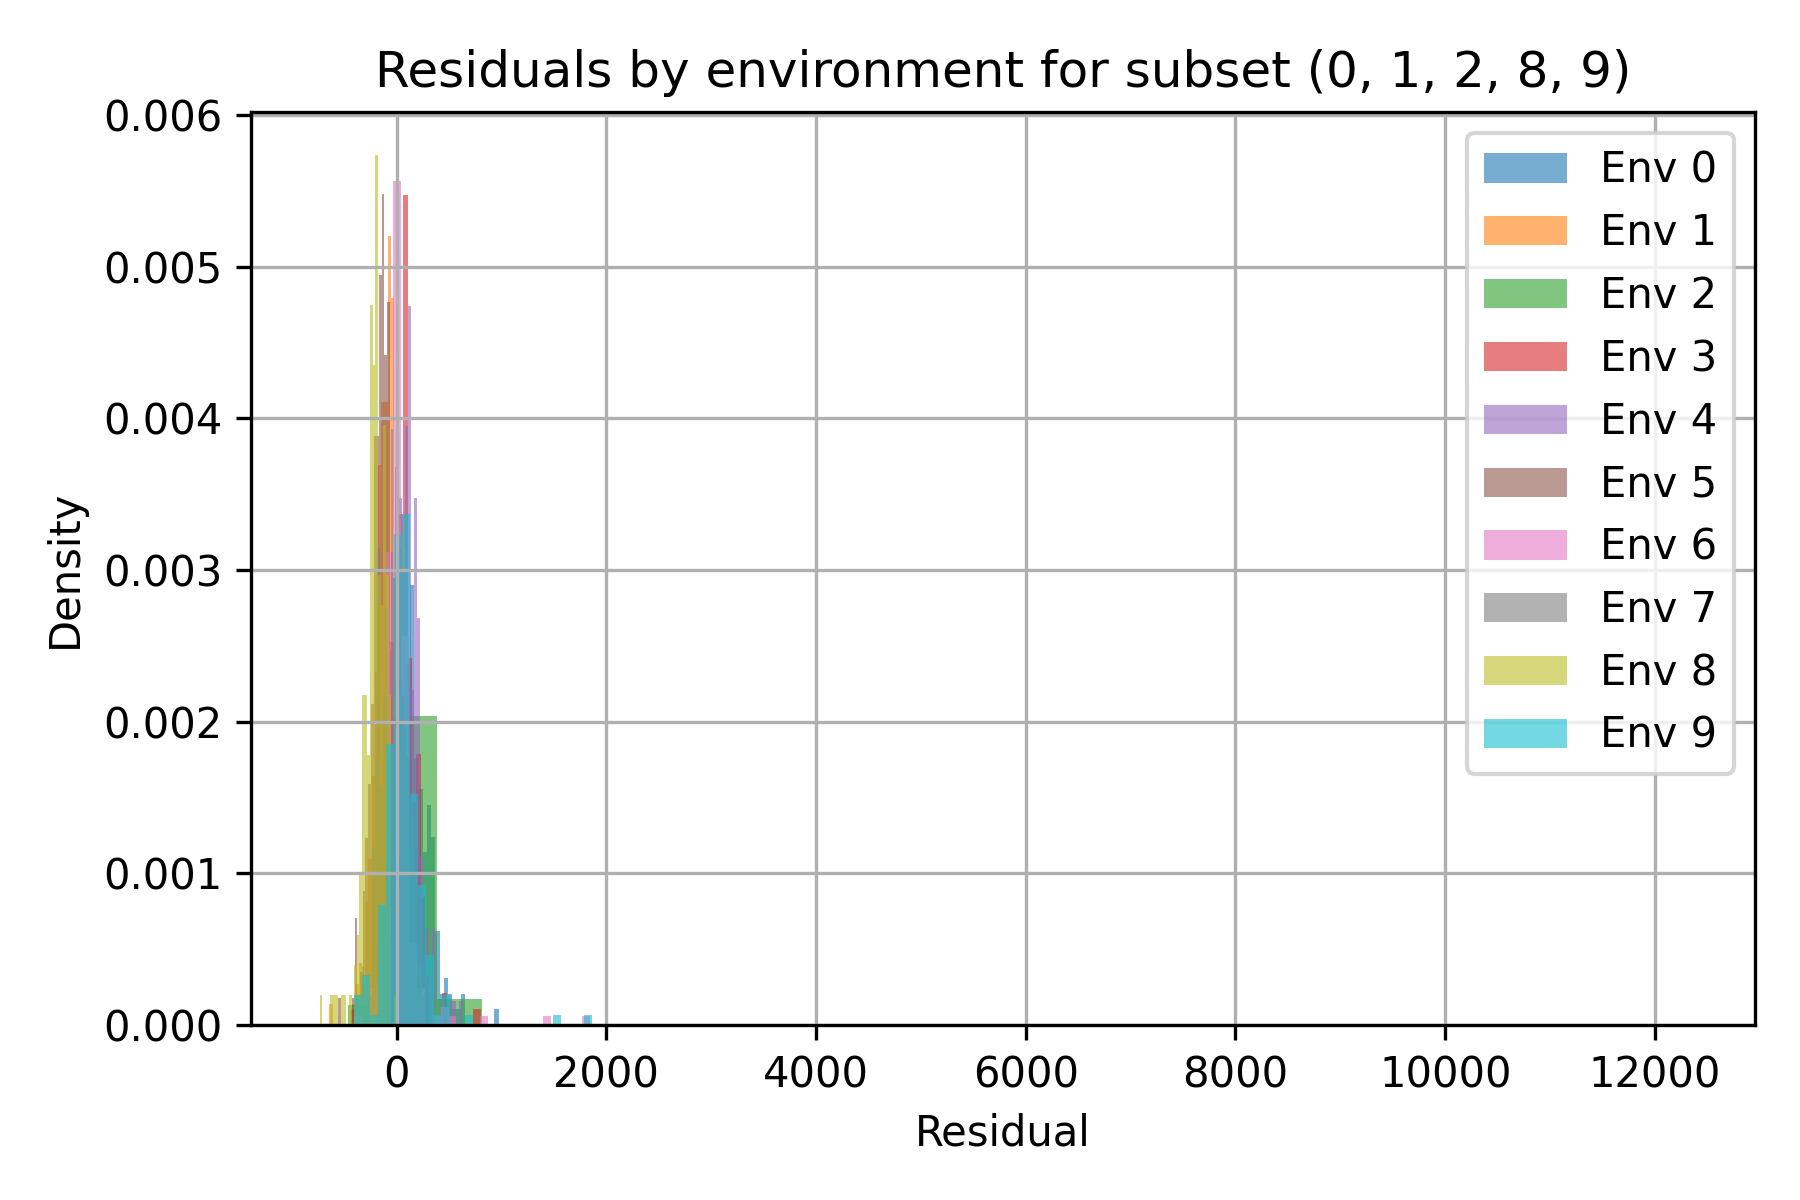 Residuals by environment for subset (0, 1, 2, 8, 9)
0.006
0.005
0.004
0.003
0.002
0.001
0.000
Density
0
2000
4000
6000
8000
10000
12000
Residual
Env 0
Env 1
Env 2
Env 3
Env 4
Env 5
Env 6
Env 7
Env 8
Env 9